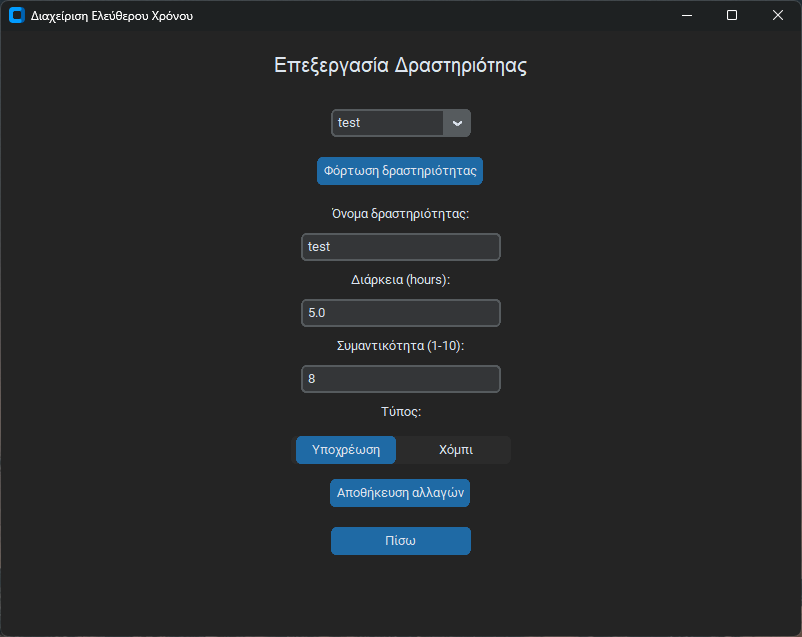 Διαχείριση Ελεύθερου Χρόνου
Επεξεργασία Δραστηριότηας
test
Φόρτωση δραστηριότητας
Όνομα δραστηριότητας:
test
Διάρκεια (hours):
5.0
Συμαντικότητα (1-10):
8
Τύπος:
Υποχρέωση Χόμπι
Αποθήκευση αλλαγών
Πίσω